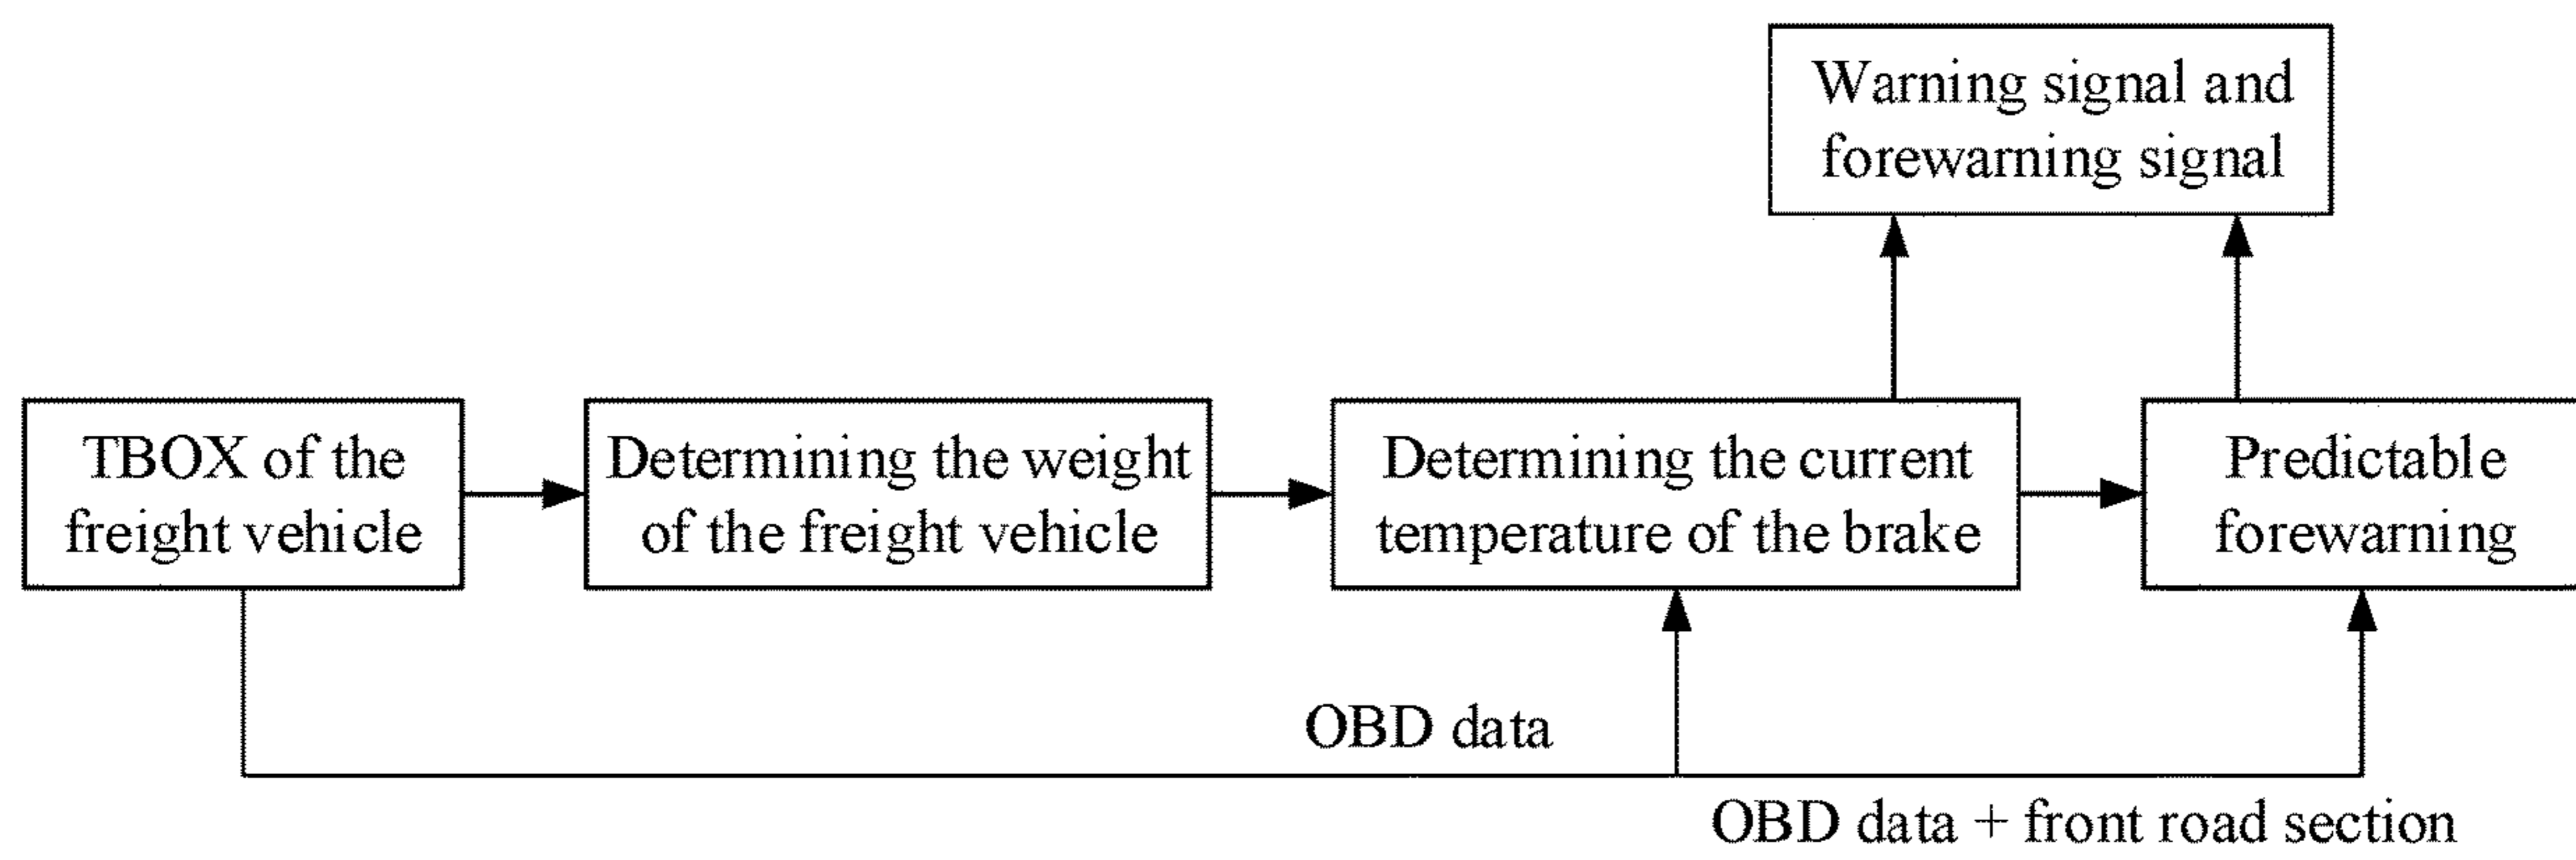 Warning signal and
forewarning signal
TBOX of the
freight vehicle
Determining the weight
of the freight vehicle
Determining the current
temperature of the brake
Predictable
forewarning
OBD data
OBD data + front road section